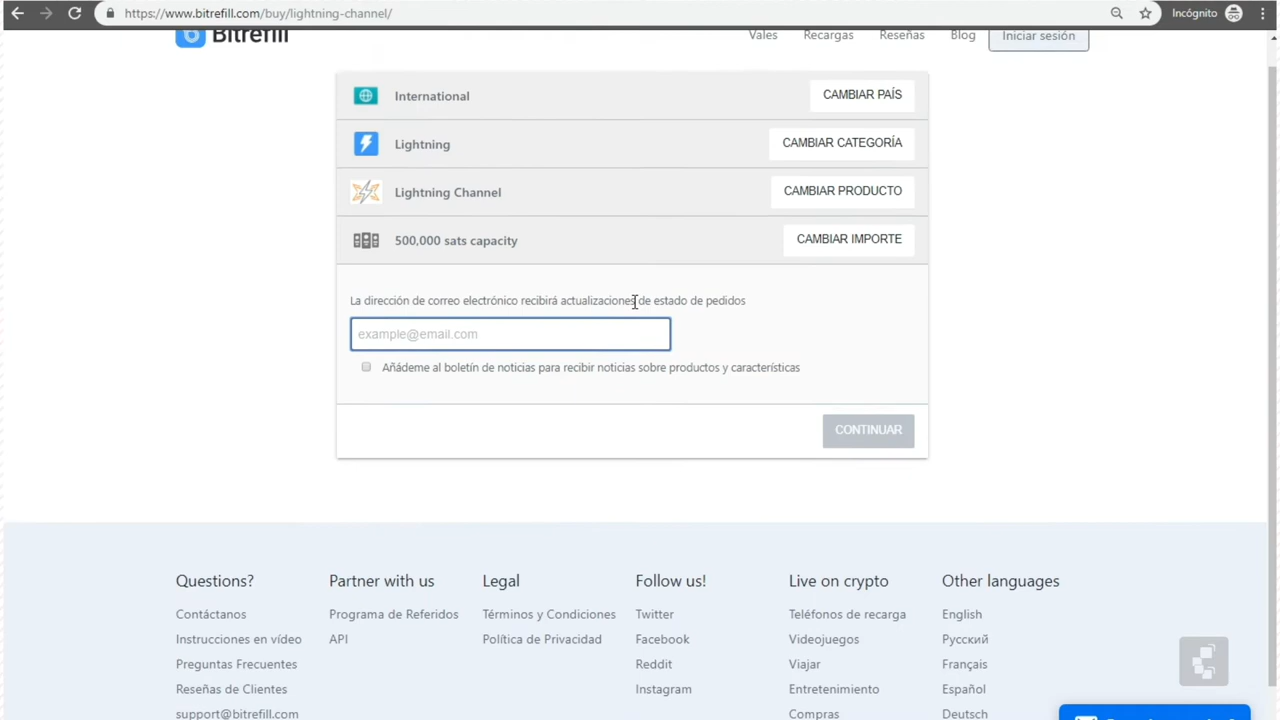 https://www.bitrefill.com/buy/lightning-channel/
Incógnito
Bitrefill
Vales
Recargas
Reseñas
Blog
Iniciar sesión
International
CAMBIAR PAÍS
Lightning
CAMBIAR CATEGORÍA
Lightning Channel
CAMBIAR PRODUCTO
500,000 sats capacity
CAMBIAR IMPORTE
La dirección de correo electrónico recibirá actualizaciones de estado de pedidos
example@email.com
Añádeme al boletín de noticias para recibir noticias sobre productos y características
CONTINUAR
Questions?
Contáctanos
Instrucciones en vídeo
Preguntas Frecuentes
Reseñas de Clientes
support@bitrefill.com
Partner with us
Programa de Referidos
API
Legal
Términos y Condiciones
Política de Privacidad
Follow us!
Twitter
Facebook
Reddit
Instagram
Live on crypto
Teléfonos de recarga
Videojuegos
Viajar
Entretenimiento
Compras
Other languages
English
Русский
Français
Español
Deutsch